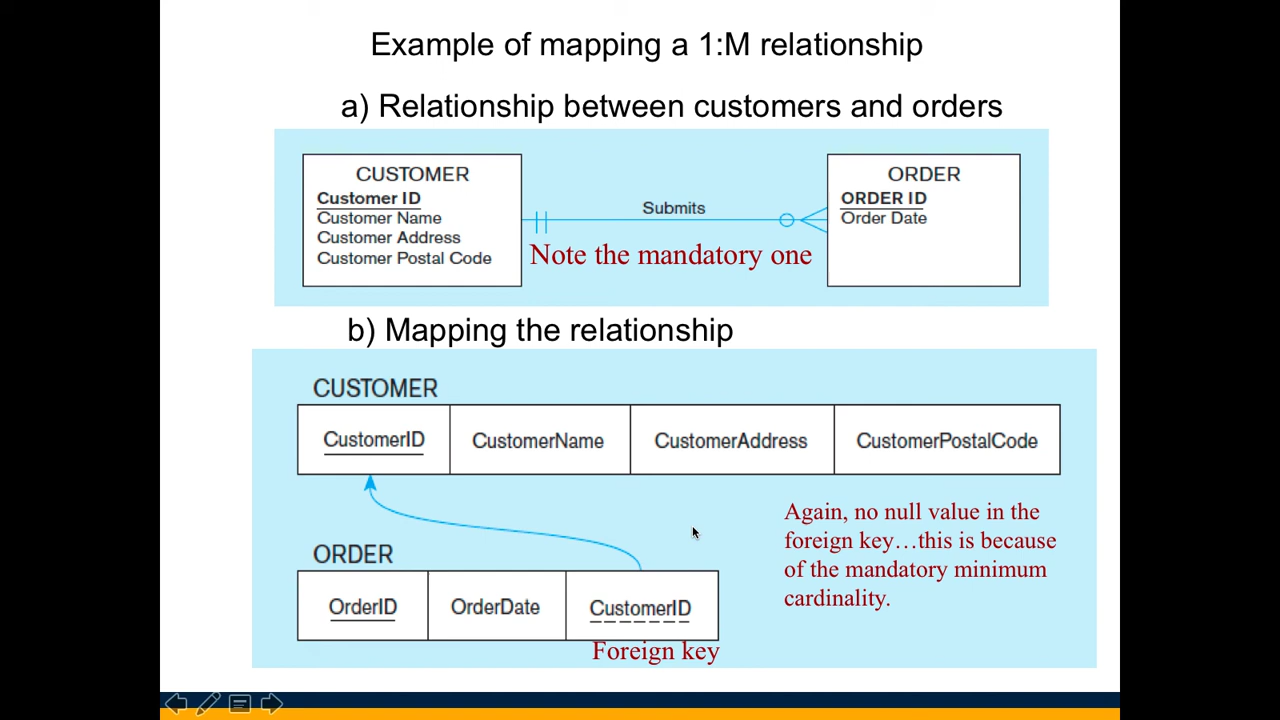 Example of mapping a 1:M relationship
a) Relationship between customers and orders
CUSTOMER
Customer ID
Customer Name
Customer Address
Customer Postal Code
Submits
Note the mandatory one
ORDER
ORDER ID
Order Date
b) Mapping the relationship
CUSTOMER
CustomerID CustomerName CustomerAddress CustomerPostalCode
Again, no null value in the
foreign key…this is because
of the mandatory minimum
cardinality.
ORDER
OrderID OrderDate CustomerID
Foreign key